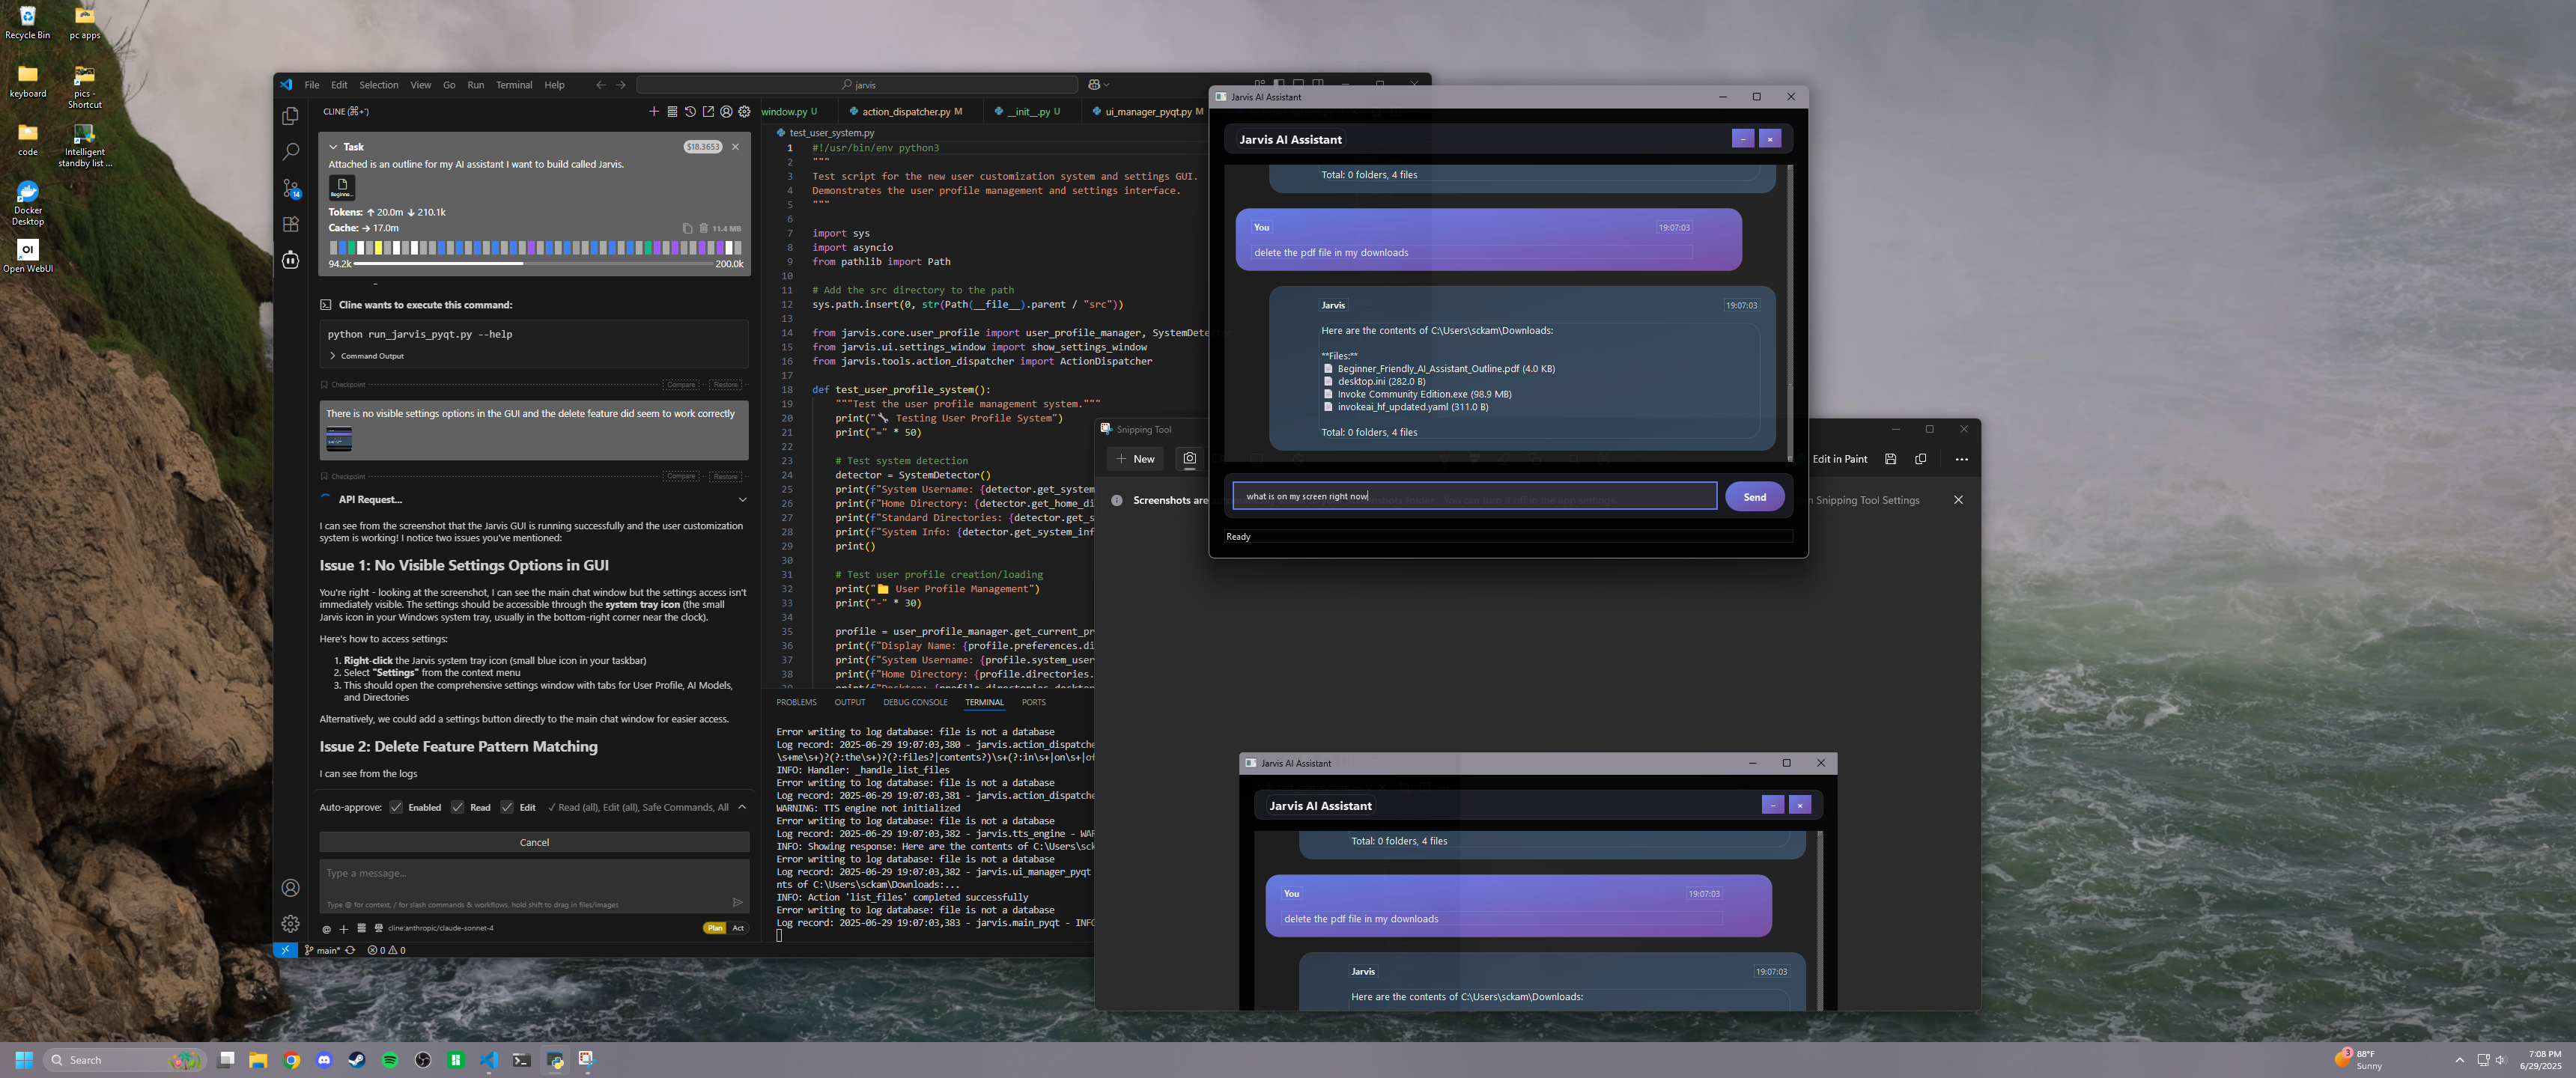 Recycle Bin
pc apps
keyboard
pics -
Shortcut
code
Intelligent
standby list ...
Docker
Desktop
Open WebUI
File Edit Selection View Go Run Terminal Help
jarvis
CLINE (⌘+')
Task
$18.3653
Attached is an outline for my AI assistant I want to build called Jarvis.
Beginne...
Tokens: ↑ 20.0m ↓ 210.1k
Cache: → 17.0m
11.4 MB
94.2k
200.0k
Cline wants to execute this command:
python run_jarvis_pyqt.py --help
Command Output
Checkpoint
Compare
Restore
There is no visible settings options in the GUI and the delete feature did seem to work correctly
Checkpoint
Compare
Restore
API Request...
I can see from the screenshot that the Jarvis GUI is running successfully and the user customization
system is working! I notice two issues you've mentioned:
Issue 1: No Visible Settings Options in GUI
You're right - looking at the screenshot, I can see the main chat window but the settings access isn't
immediately visible. The settings should be accessible through the system tray icon (the small
Jarvis icon in your Windows system tray, usually in the bottom-right corner near the clock).
Here's how to access settings:
1. Right-click the Jarvis system tray icon (small blue icon in your taskbar)
2. Select "Settings" from the context menu
3. This should open the comprehensive settings window with tabs for User Profile, AI Models,
and Directories
Alternatively, we could add a settings button directly to the main chat window for easier access.
Issue 2: Delete Feature Pattern Matching
I can see from the logs
Auto-approve: Enabled Read Edit ✓ Read (all), Edit (all), Safe Commands, All
Cancel
Type a message...
Type @ for context, / for slash commands & workflows, hold shift to drag in files/images
cline:anthropic/claude-sonnet-4
Plan Act
main*
0 0
14
window.py U
action_dispatcher.py M
__init__.py U
ui_manager_pyqt.py M
test_user_system.py
1 #!/usr/bin/env python3
2 """
3 Test script for the new user customization system and settings GUI.
4 Demonstrates the user profile management and settings interface.
5 """
6
7 import sys
8 import asyncio
9 from pathlib import Path
10
11 # Add the src directory to the path
12 sys.path.insert(0, str(Path(__file__).parent / "src"))
13
14 from jarvis.core.user_profile import user_profile_manager, SystemDete
15 from jarvis.ui.settings_window import show_settings_window
16 from jarvis.tools.action_dispatcher import ActionDispatcher
17
18 def test_user_profile_system():
19 """Test the user profile management system."""
20 print("🔧 Testing User Profile System")
21 print("=" * 50)
22
23 # Test system detection
24 detector = SystemDetector()
25 print(f"System Username: {detector.get_system
26 print(f"Home Directory: {detector.get_home_di
27 print(f"Standard Directories: {detector.get_s
28 print(f"System Info: {detector.get_system_inf
29 print()
30
31 # Test user profile creation/loading
32 print("📁 User Profile Management")
33 print("-" * 30)
34
35 profile = user_profile_manager.get_current_pr
36 print(f"Display Name: {profile.preferences.di
37 print(f"System Username: {profile.system_user
38 print(f"Home Directory: {profile.directories.
39 print(f"Desktop: {profile.directories.desktop
PROBLEMS OUTPUT DEBUG CONSOLE TERMINAL PORTS
Error writing to log database: file is not a database
Log record: 2025-06-29 19:07:03,380 - jarvis.action_dispatche
\s+me\s+)?(?:the\s+)?(?:files?|contents?)\s+(?:in\s+|on\s+|of
INFO: Handler: _handle_list_files
Error writing to log database: file is not a database
Log record: 2025-06-29 19:07:03,381 - jarvis.action_dispatche
WARNING: TTS engine not initialized
Error writing to log database: file is not a database
Log record: 2025-06-29 19:07:03,382 - jarvis.tts_engine - WAR
INFO: Showing response: Here are the contents of C:\Users\sck
Error writing to log database: file is not a database
Log record: 2025-06-29 19:07:03,382 - jarvis.ui_manager_pyqt
nts of C:\Users\sckam\Downloads:...
INFO: Action 'list_files' completed successfully
Error writing to log database: file is not a database
Log record: 2025-06-29 19:07:03,383 - jarvis.main_pyqt - INFO
Jarvis AI Assistant
Jarvis AI Assistant
Total: 0 folders, 4 files
You
19:07:03
delete the pdf file in my downloads
Jarvis
19:07:03
Here are the contents of C:\Users\sckam\Downloads:
**Files:**
📄 Beginner_Friendly_AI_Assistant_Outline.pdf (4.0 KB)
📄 desktop.ini (282.0 B)
📄 Invoke Community Edition.exe (98.9 MB)
📄 invokeai_hf_updated.yaml (311.0 B)
Total: 0 folders, 4 files
what is on my screen right now
Send
Ready
Snipping Tool
New
Edit in Paint
Screenshots are
Snipping Tool Settings
Jarvis AI Assistant
Jarvis AI Assistant
Total: 0 folders, 4 files
You
19:07:03
delete the pdf file in my downloads
Jarvis
19:07:03
Here are the contents of C:\Users\sckam\Downloads:
Search
3
88°F
Sunny
7:08 PM
6/29/2025